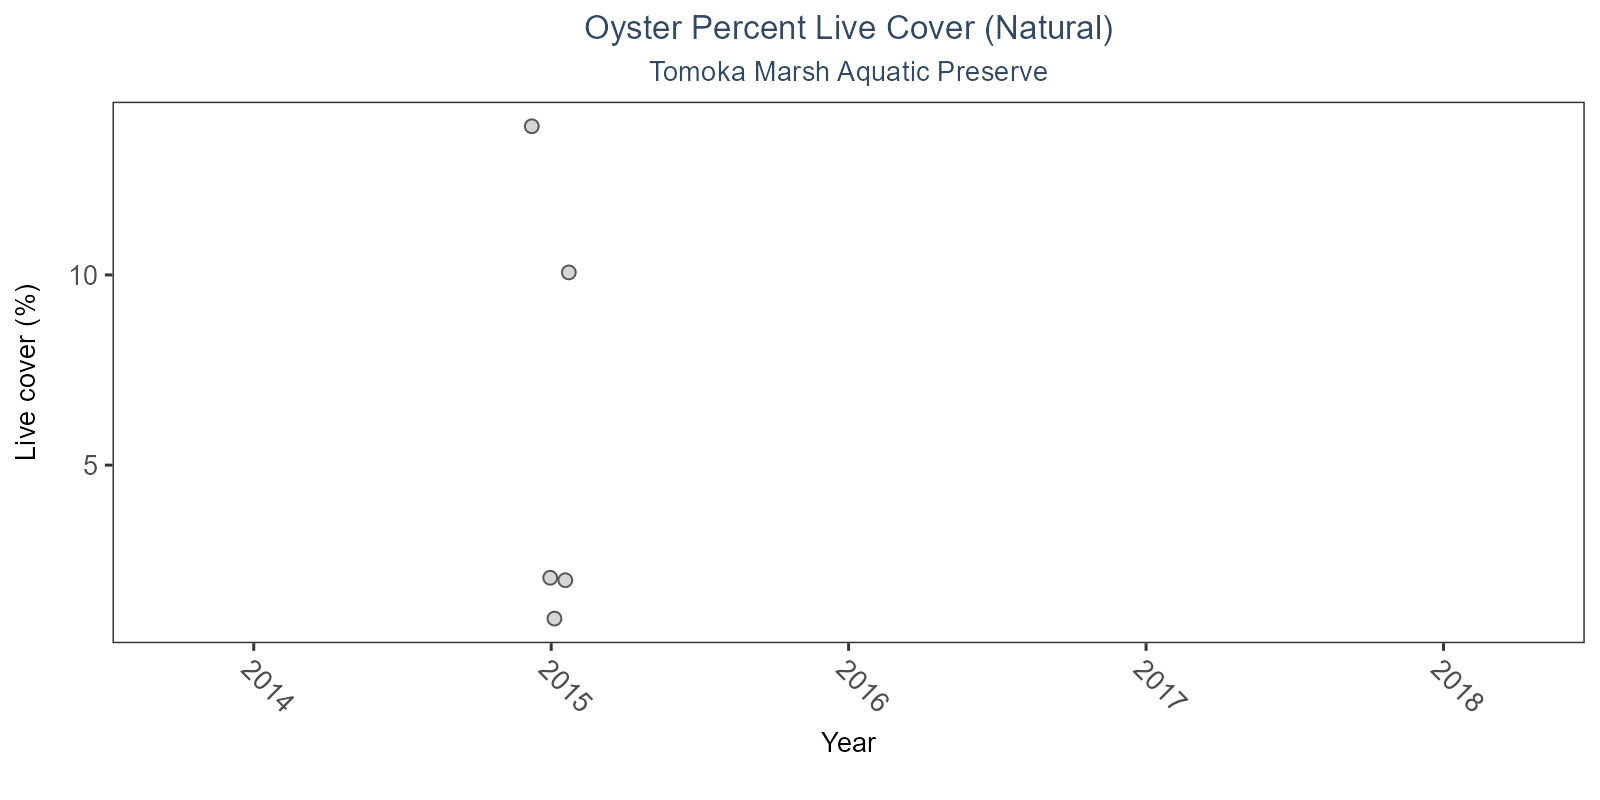 Oyster Percent Live Cover (Natural)
Tomoka Marsh Aquatic Preserve
Live cover (%)
10
5
2014
2015
2016
2017
2018
Year